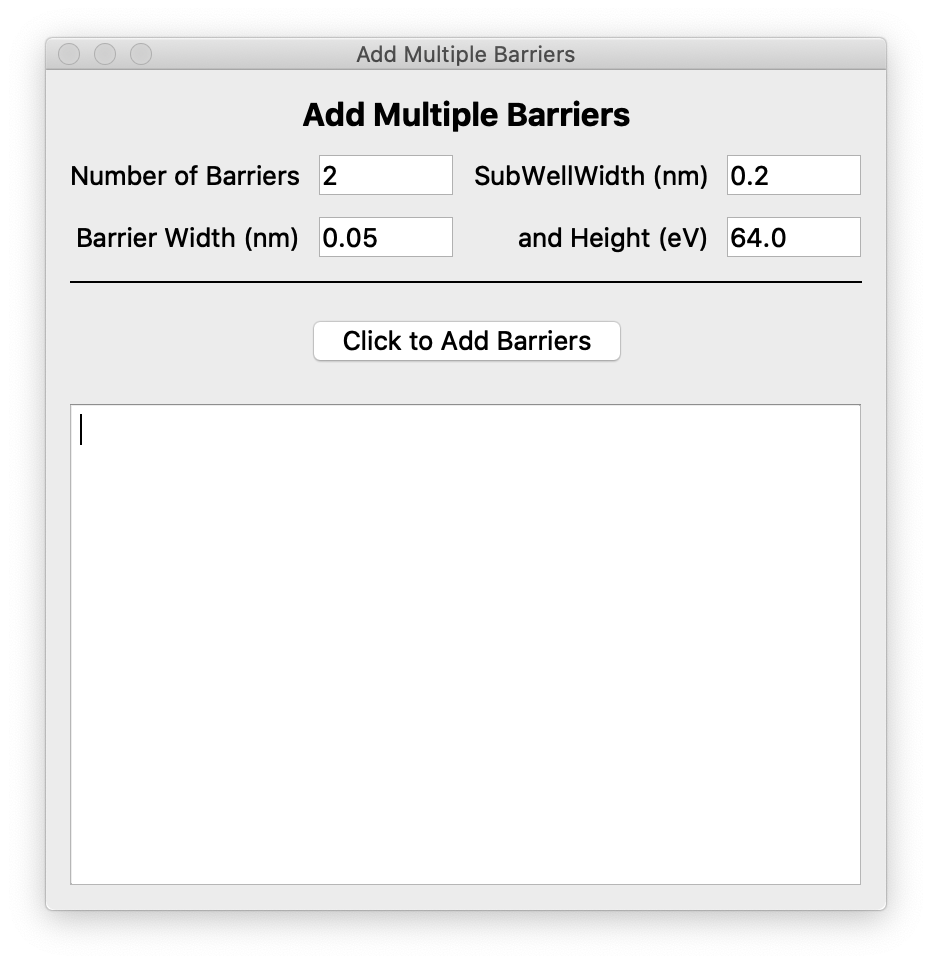 Add Multiple Barriers
Add Multiple Barriers
Number of Barriers 2 SubWellWidth (nm) 0.2
Barrier Width (nm) 0.05 and Height (eV) 64.0
Click to Add Barriers